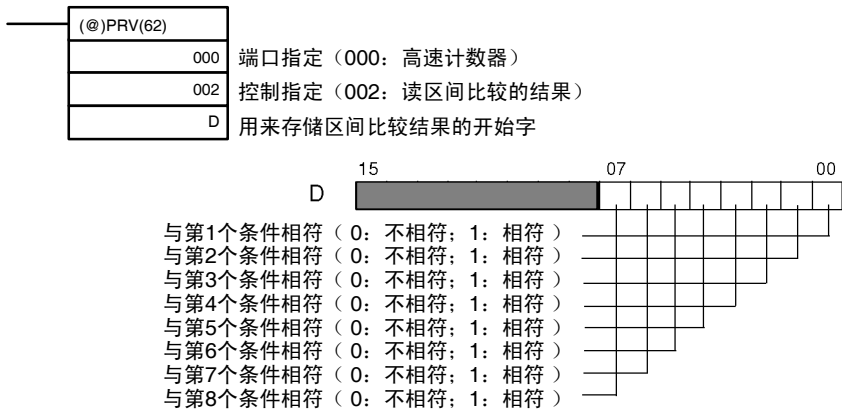 (@)PRV(62)
000 端口指定（000：高速计数器）
002 控制指定（002：读区间比较的结果）
D 用来存储区间比较结果的开始字
15 07 00
D
与第1个条件相符（ 0：不相符；1：相符 ）
与第2个条件相符（ 0：不相符；1：相符 ）
与第3个条件相符（ 0：不相符；1：相符 ）
与第4个条件相符（ 0：不相符；1：相符 ）
与第5个条件相符（ 0：不相符；1：相符 ）
与第6个条件相符（ 0：不相符；1：相符 ）
与第7个条件相符（ 0：不相符；1：相符 ）
与第8个条件相符（ 0：不相符；1：相符 ）